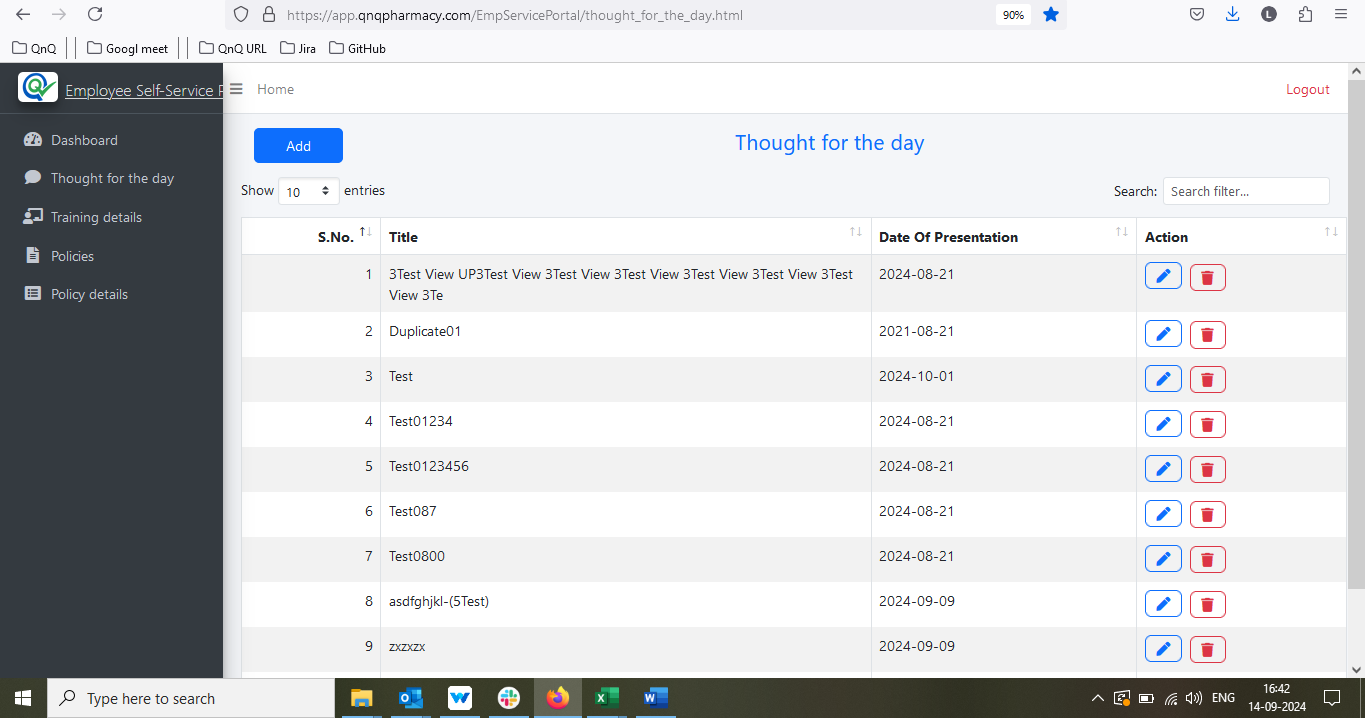 https://app.qnqpharmacy.com/EmpServicePortal/thought_for_the_day.html
90%
L
QnQ
Googl meet
QnQ URL
Jira
GitHub
Employee Self-Service
Home
Logout
Dashboard
Thought for the day
Training details
Policies
Policy details
Add
Thought for the day
Show 10 entries
Search: Search filter...
S.No. Title Date Of Presentation Action
1 3Test View UP3Test View 3Test View 3Test View 3Test View 3Test View 3Test
View 3Te 2024-08-21
2 Duplicate01 2021-08-21
3 Test 2024-10-01
4 Test01234 2024-08-21
5 Test0123456 2024-08-21
6 Test087 2024-08-21
7 Test0800 2024-08-21
8 asdfghjkl-(5Test) 2024-09-09
9 zxzxzx 2024-09-09
Type here to search
ENG
16:42
14-09-2024